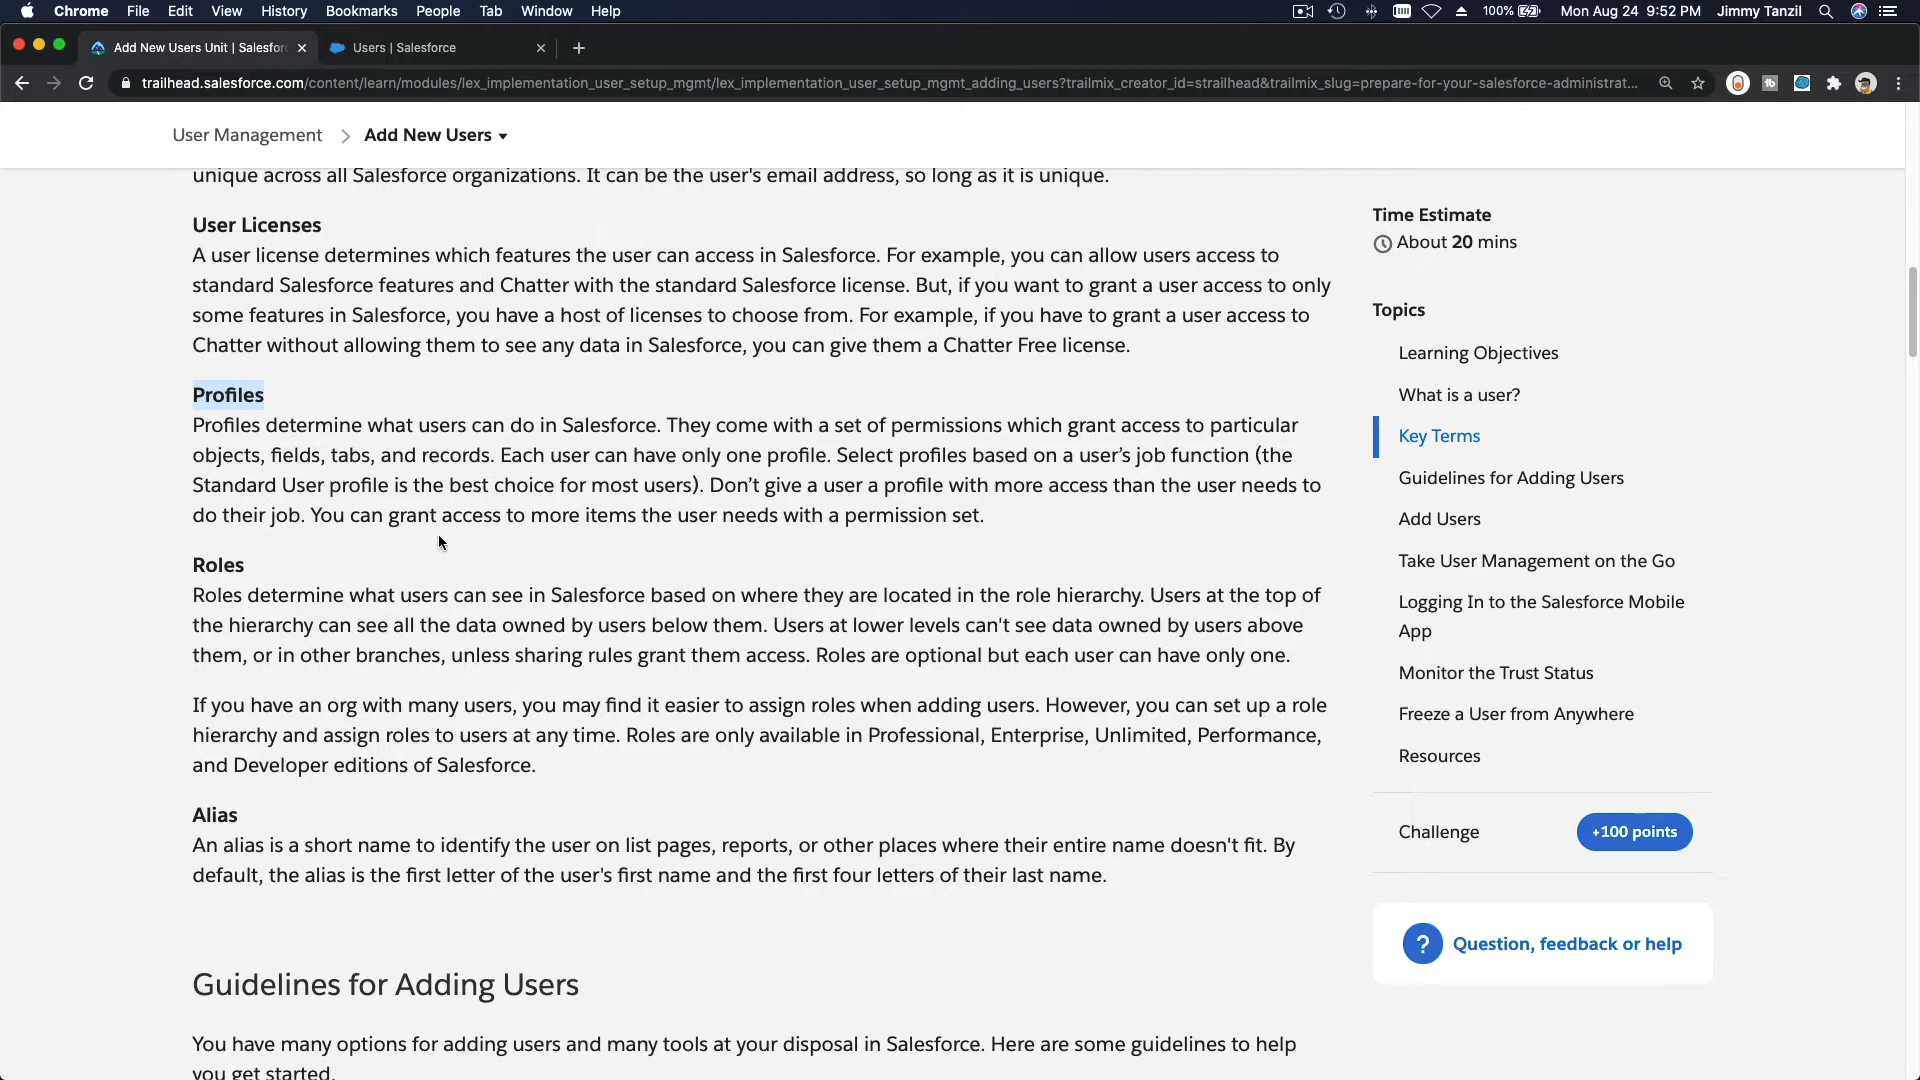 Chrome File Edit View History Bookmarks People Tab Window Help 100% Mon Aug 24 9:52 PM Jimmy Tanzil
Add New Users Unit | Salesfor Users | Salesforce
trailhead.salesforce.com/content/learn/modules/lex_implementation_user_setup_mgmt/lex_implementation_user_setup_mgmt_adding_users?trailmix_creator_id=strailhead&trailmix_slug=prepare-for-your-salesforce-administrat...
User Management Add New Users
unique across all Salesforce organizations. It can be the user's email address, so long as it is unique.
User Licenses
A user license determines which features the user can access in Salesforce. For example, you can allow users access to
standard Salesforce features and Chatter with the standard Salesforce license. But, if you want to grant a user access to only
some features in Salesforce, you have a host of licenses to choose from. For example, if you have to grant a user access to
Chatter without allowing them to see any data in Salesforce, you can give them a Chatter Free license.
Profiles
Profiles determine what users can do in Salesforce. They come with a set of permissions which grant access to particular
objects, fields, tabs, and records. Each user can have only one profile. Select profiles based on a user’s job function (the
Standard User profile is the best choice for most users). Don’t give a user a profile with more access than the user needs to
do their job. You can grant access to more items the user needs with a permission set.
Roles
Roles determine what users can see in Salesforce based on where they are located in the role hierarchy. Users at the top of
the hierarchy can see all the data owned by users below them. Users at lower levels can't see data owned by users above
them, or in other branches, unless sharing rules grant them access. Roles are optional but each user can have only one.
If you have an org with many users, you may find it easier to assign roles when adding users. However, you can set up a role
hierarchy and assign roles to users at any time. Roles are only available in Professional, Enterprise, Unlimited, Performance,
and Developer editions of Salesforce.
Alias
An alias is a short name to identify the user on list pages, reports, or other places where their entire name doesn't fit. By
default, the alias is the first letter of the user's first name and the first four letters of their last name.
Guidelines for Adding Users
You have many options for adding users and many tools at your disposal in Salesforce. Here are some guidelines to help
you get started.
Time Estimate
About 20 mins
Topics
Learning Objectives
What is a user?
Key Terms
Guidelines for Adding Users
Add Users
Take User Management on the Go
Logging In to the Salesforce Mobile
App
Monitor the Trust Status
Freeze a User from Anywhere
Resources
Challenge +100 points
? Question, feedback or help